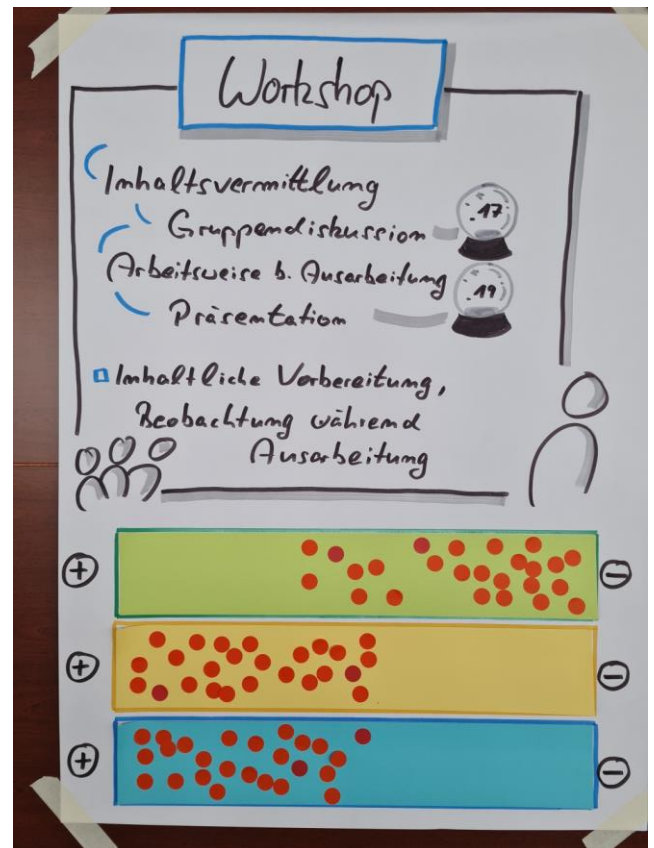 Workshop
Inhaltsvermittlung
Gruppendiskussion
17
Arbeitsweise b. Ausarbeitung
19
Präsentation
Inhaltliche Vorbereitung,
Beobachtung während
Ausarbeitung
+ −
+ −
+ −